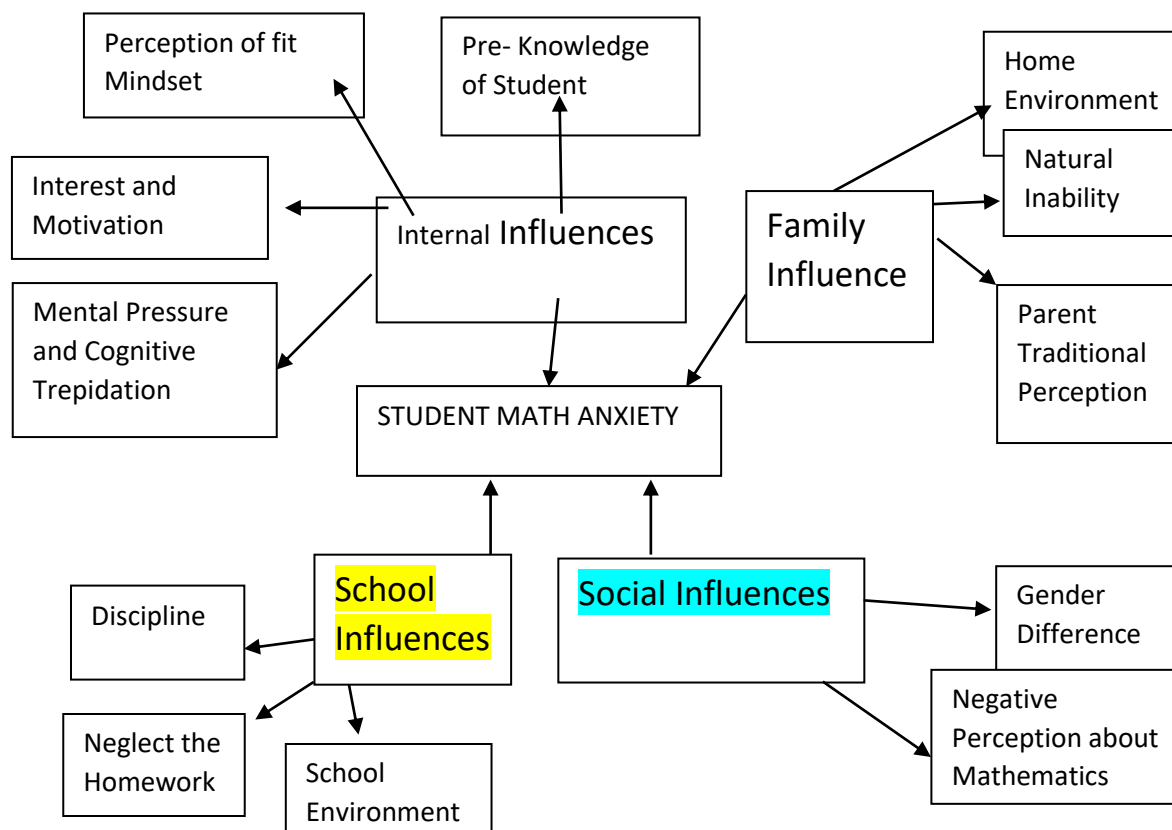 Perception of fit
Mindset
Pre- Knowledge
of Student
Home
Environment
Natural
Inability
Interest and
Motivation
Internal Influences
Family
Influence
Mental Pressure
and Cognitive
Trepidation
Parent
Traditional
Perception
STUDENT MATH ANXIETY
School
Influences
Social Influences
Discipline
Gender
Difference
Neglect the
Homework
School
Environment
Negative
Perception about
Mathematics